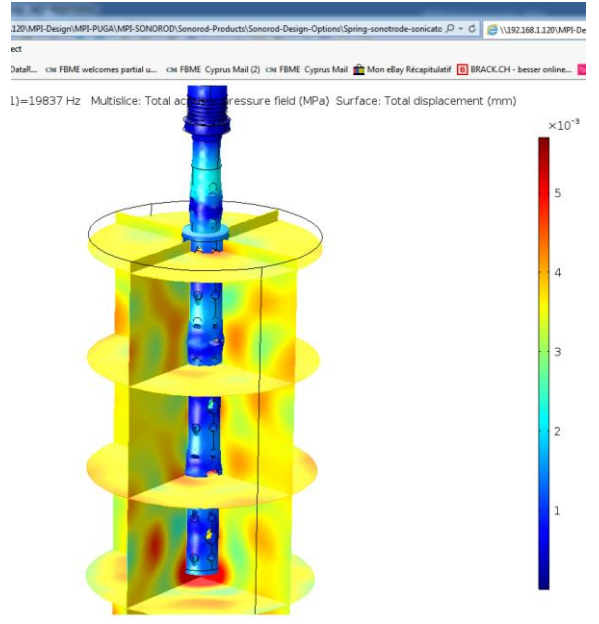 .120\MPI-Design\MPI-PUGA\MPI-SONOROD\Sonorod-Products\Sonorod-Design-Options\Spring-sonotrode-sonicato \\192.168.1.120\MPI-De
ect
DataR... CM FBME welcomes partial u... CM FBME Cyprus Mail (2) CM FBME Cyprus Mail Mon eBay Récapitulatif B BRACK.CH - besser online...
1)=19837 Hz Multislice: Total pressure field (MPa) Surface: Total displacement (mm)
×10⁻³
5
4
3
2
1